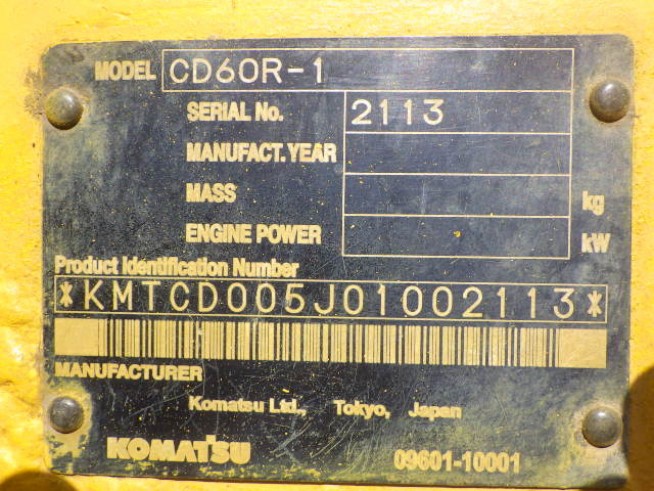 MODEL CD60R-1
SERIAL No. 2113
MANUFACT. YEAR
MASS kg
ENGINE POWER kW
Product Identification Number
*KMTCD005J01002113*
MANUFACTURER
Komatsu Ltd., Tokyo, Japan
KOMATSU 09601-10001